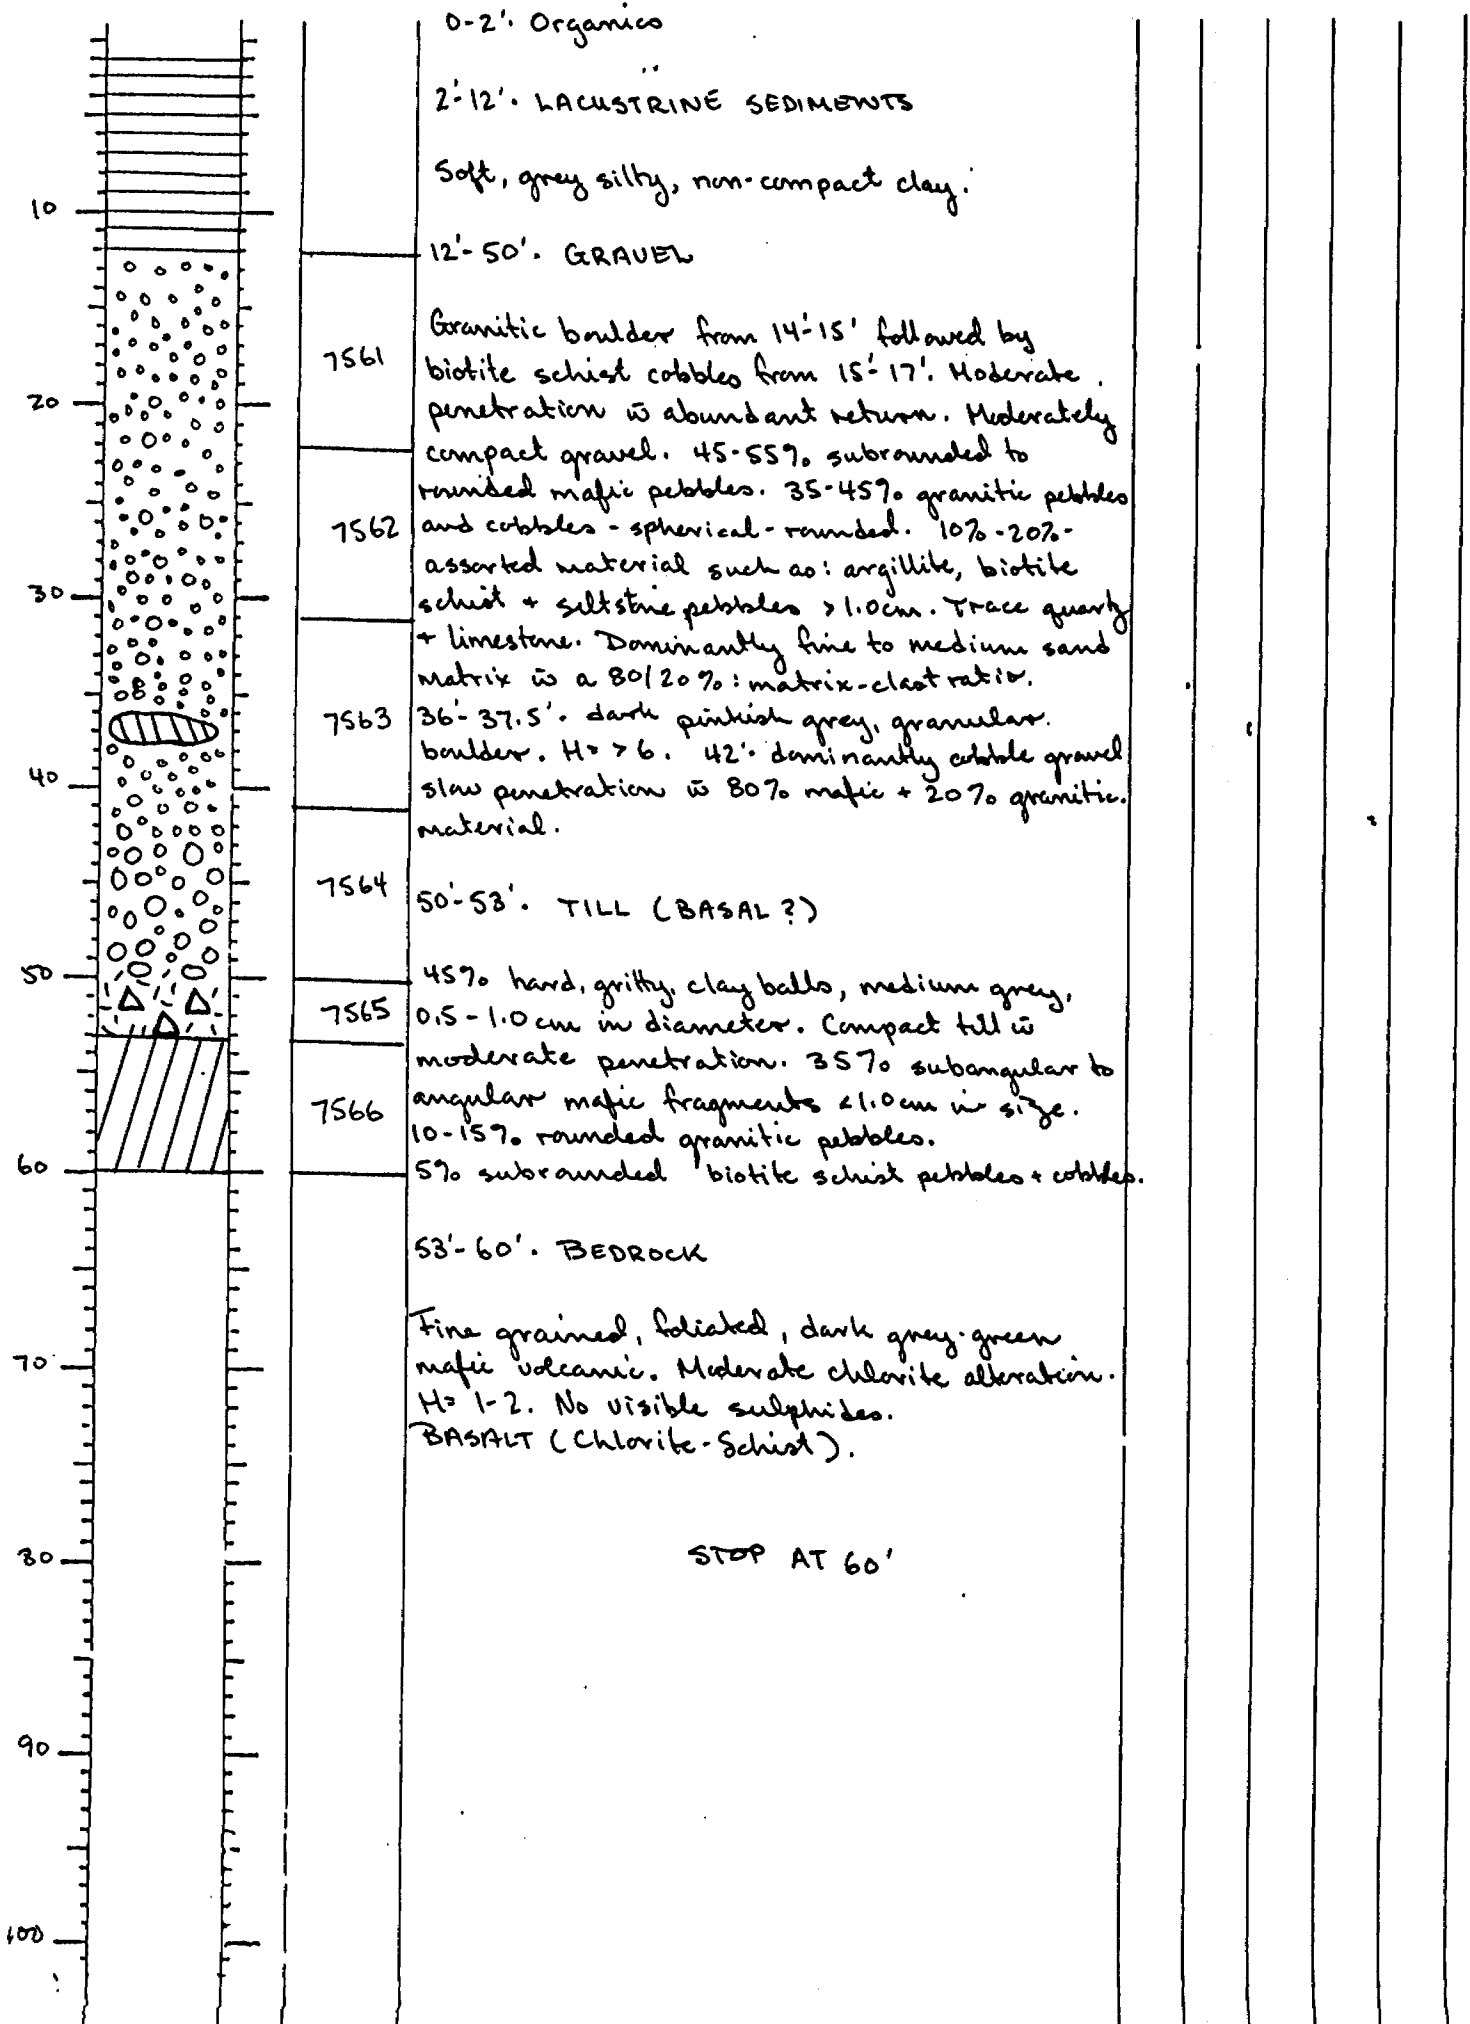 0-2'. Organics
2'-12'. LACUSTRINE SEDIMENTS
Soft, grey silty, non-compact clay.
10
12'-50'. GRAVEL
Granitic boulder from 14'-15' followed by
7561
biotite schist cobbles from 15'-17'. Moderate
20
penetration w̄ abundant return. Moderately
compact gravel. 45-55% subrounded to
rounded mafic pebbles. 35-45% granitic pebbles
7562
and cobbles - spherical - rounded. 10%-20%-
assorted material such as: argillite, biotite
30
schist + siltstone pebbles >1.0cm. Trace quartz
+ limestone. Dominantly fine to medium sand
matrix w̄ a 80/20%: matrix-clast ratio.
7563
36'-37.5'. dark pinkish grey, granular.
boulder. H= >6. 42'. dominantly cobble gravel
40
slow penetration w̄ 80% mafic + 20% granitic.
material.
7564
50'-53'. TILL (BASAL?)
50
45% hard, gritty, clay balls, medium grey,
7565
0.5-1.0 cm in diameter. Compact till w̄
moderate penetration. 35% subangular to
7566
angular mafic fragments <1.0 cm in size.
10-15% rounded granitic pebbles.
60
5% subrounded biotite schist pebbles + cobbles.
53'-60'. BEDROCK
Fine grained, foliated, dark grey-green
70
mafic volcanic. Moderate chlorite alteration.
H= 1-2. No visible sulphides.
BASALT (Chlorite-Schist).
80
STOP AT 60'
90
100